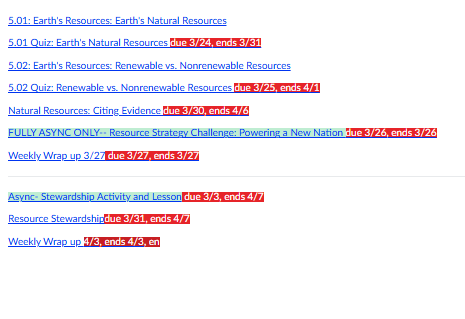 5.01: Earth's Resources: Earth's Natural Resources
5.01 Quiz: Earth's Natural Resources due 3/24, ends 3/31
5.02: Earth's Resources: Renewable vs. Nonrenewable Resources
5.02 Quiz: Renewable vs. Nonrenewable Resources due 3/25, ends 4/1
Natural Resources: Citing Evidence due 3/30, ends 4/6
FULLY ASYNC ONLY-- Resource Strategy Challenge: Powering a New Nation due 3/26, ends 3/26
Weekly Wrap up 3/27 due 3/27, ends 3/27
Async- Stewardship Activity and Lesson due 3/3, ends 4/7
Resource Stewardship due 3/31, ends 4/7
Weekly Wrap up 4/3, ends 4/3, en